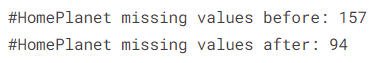 #HomePlanet missing values before: 157
#HomePlanet missing values after: 94